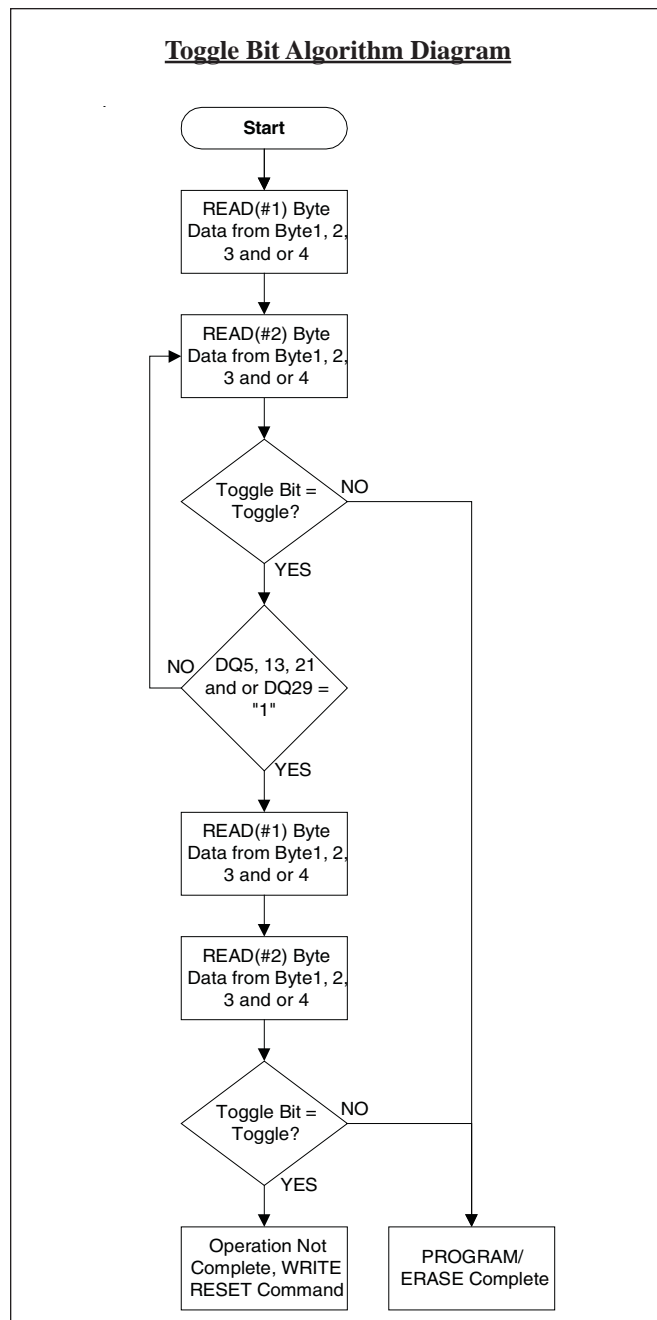 Toggle Bit Algorithm Diagram
Start
READ(#1) Byte
Data from Byte1, 2,
3 and or 4
READ(#2) Byte
Data from Byte1, 2,
3 and or 4
Toggle Bit =
Toggle?
NO
YES
DQ5, 13, 21
and or DQ29 =
"1"
NO
YES
READ(#1) Byte
Data from Byte1, 2,
3 and or 4
READ(#2) Byte
Data from Byte1, 2,
3 and or 4
Toggle Bit =
Toggle?
NO
YES
Operation Not
Complete, WRITE
RESET Command
PROGRAM/
ERASE Complete